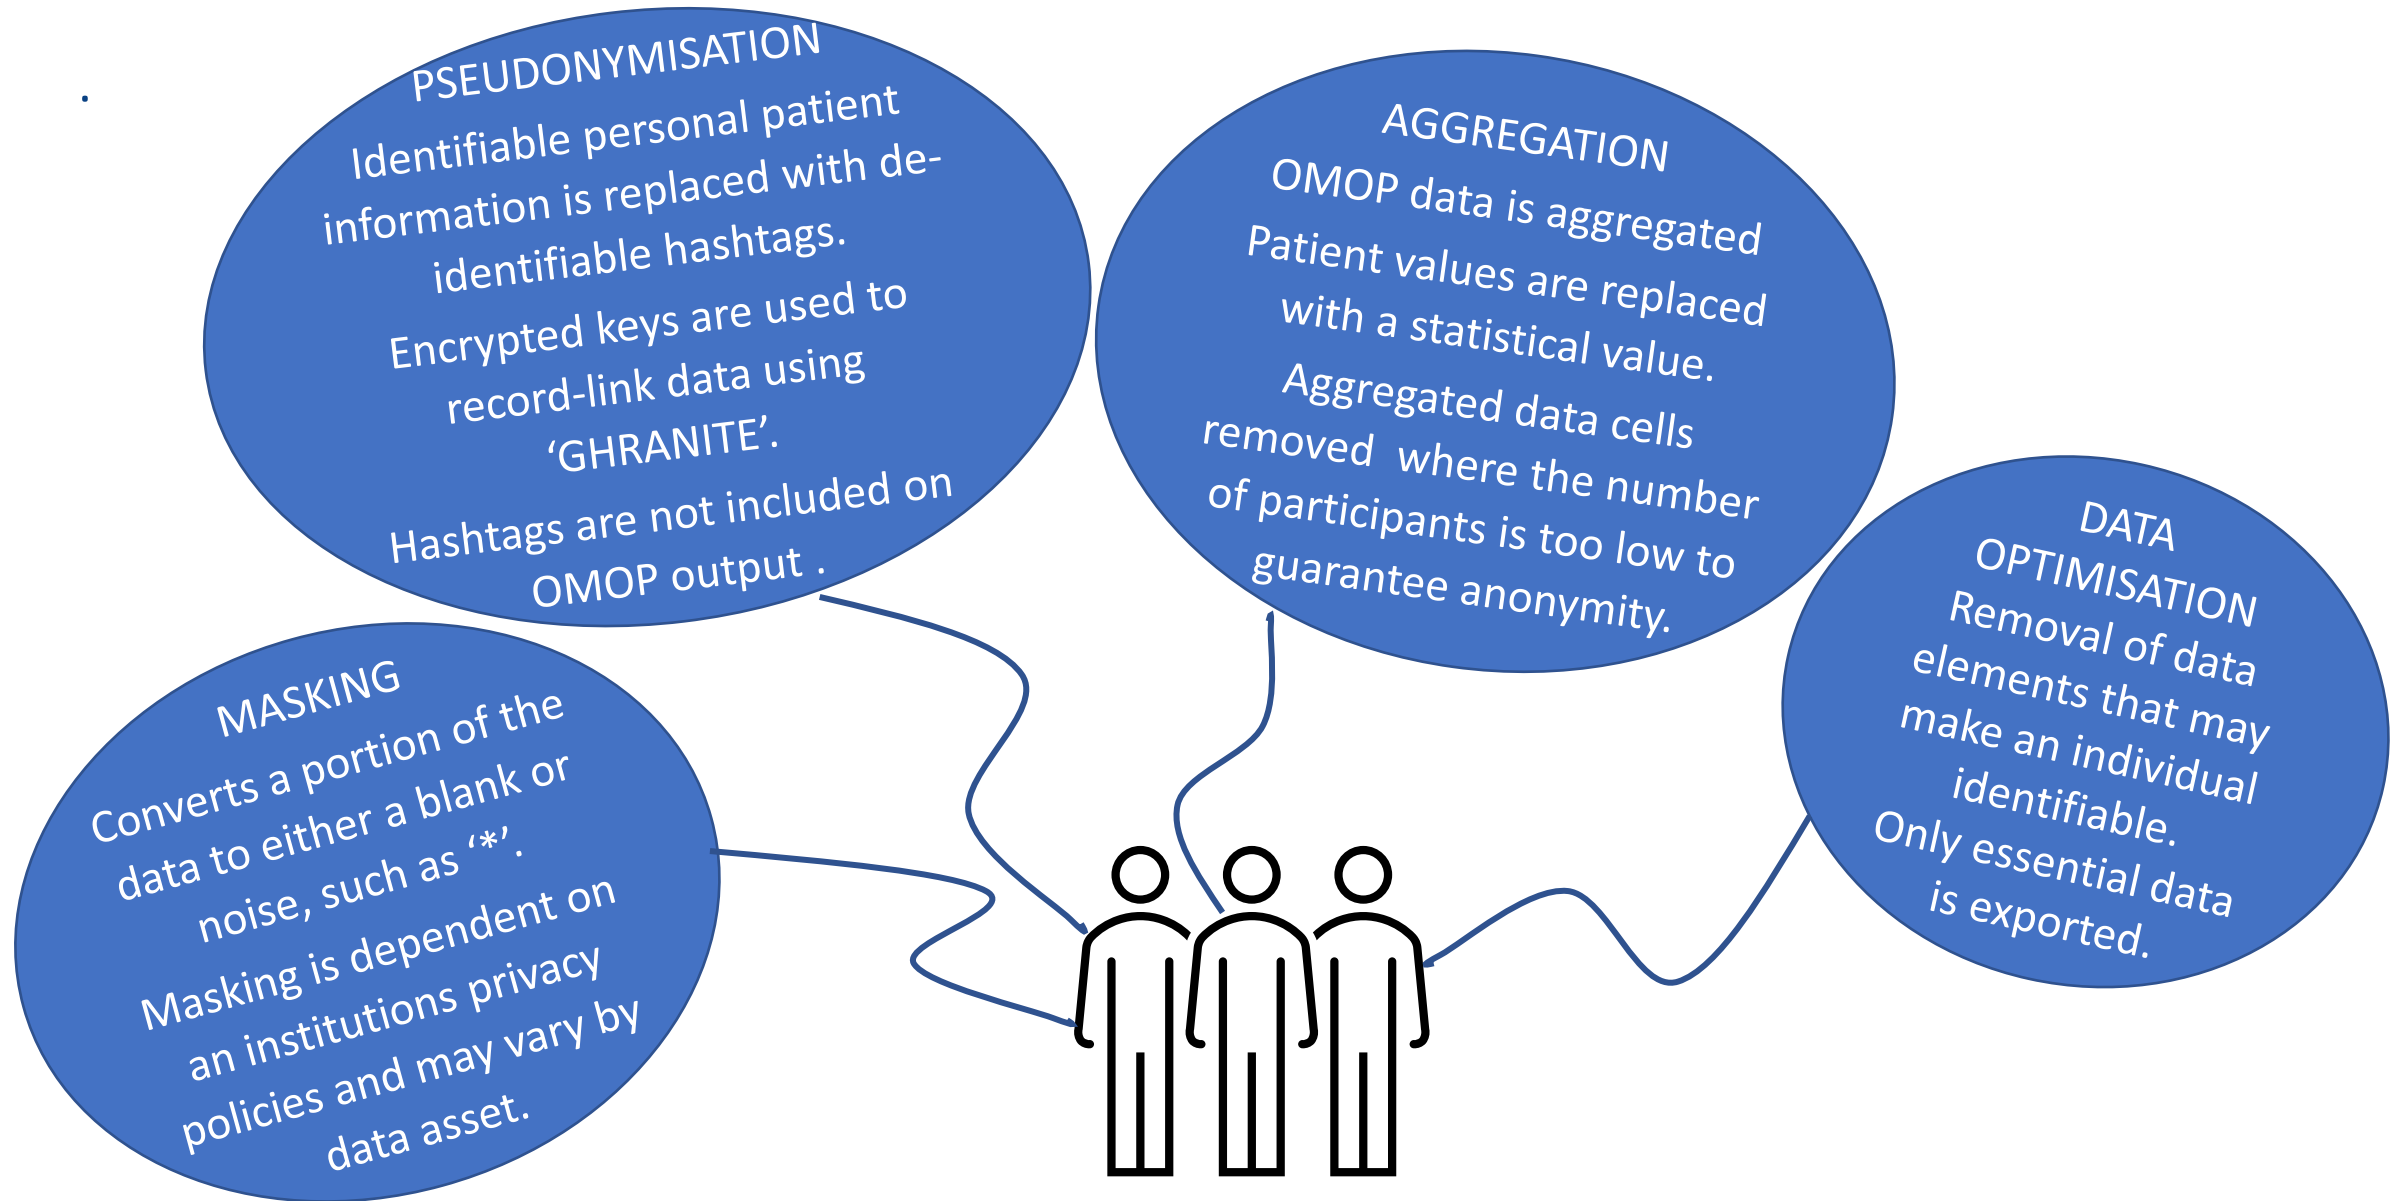 PSEUDONYMISATION
Identifiable personal patient
information is replaced with de-
identifiable hashtags.
Encrypted keys are used to
record-link data using
‘GHRANITE’.
Hashtags are not included on
OMOP output .
AGGREGATION
OMOP data is aggregated
Patient values are replaced
with a statistical value.
Aggregated data cells
removed  where the number
of participants is too low to
guarantee anonymity.
DATA
OPTIMISATION
Removal of data
elements that may
make an individual
identifiable.
Only essential data
is exported.
MASKING
Converts a portion of the
data to either a blank or
noise, such as ‘*’.
Masking is dependent on
an institutions privacy
policies and may vary by
data asset.